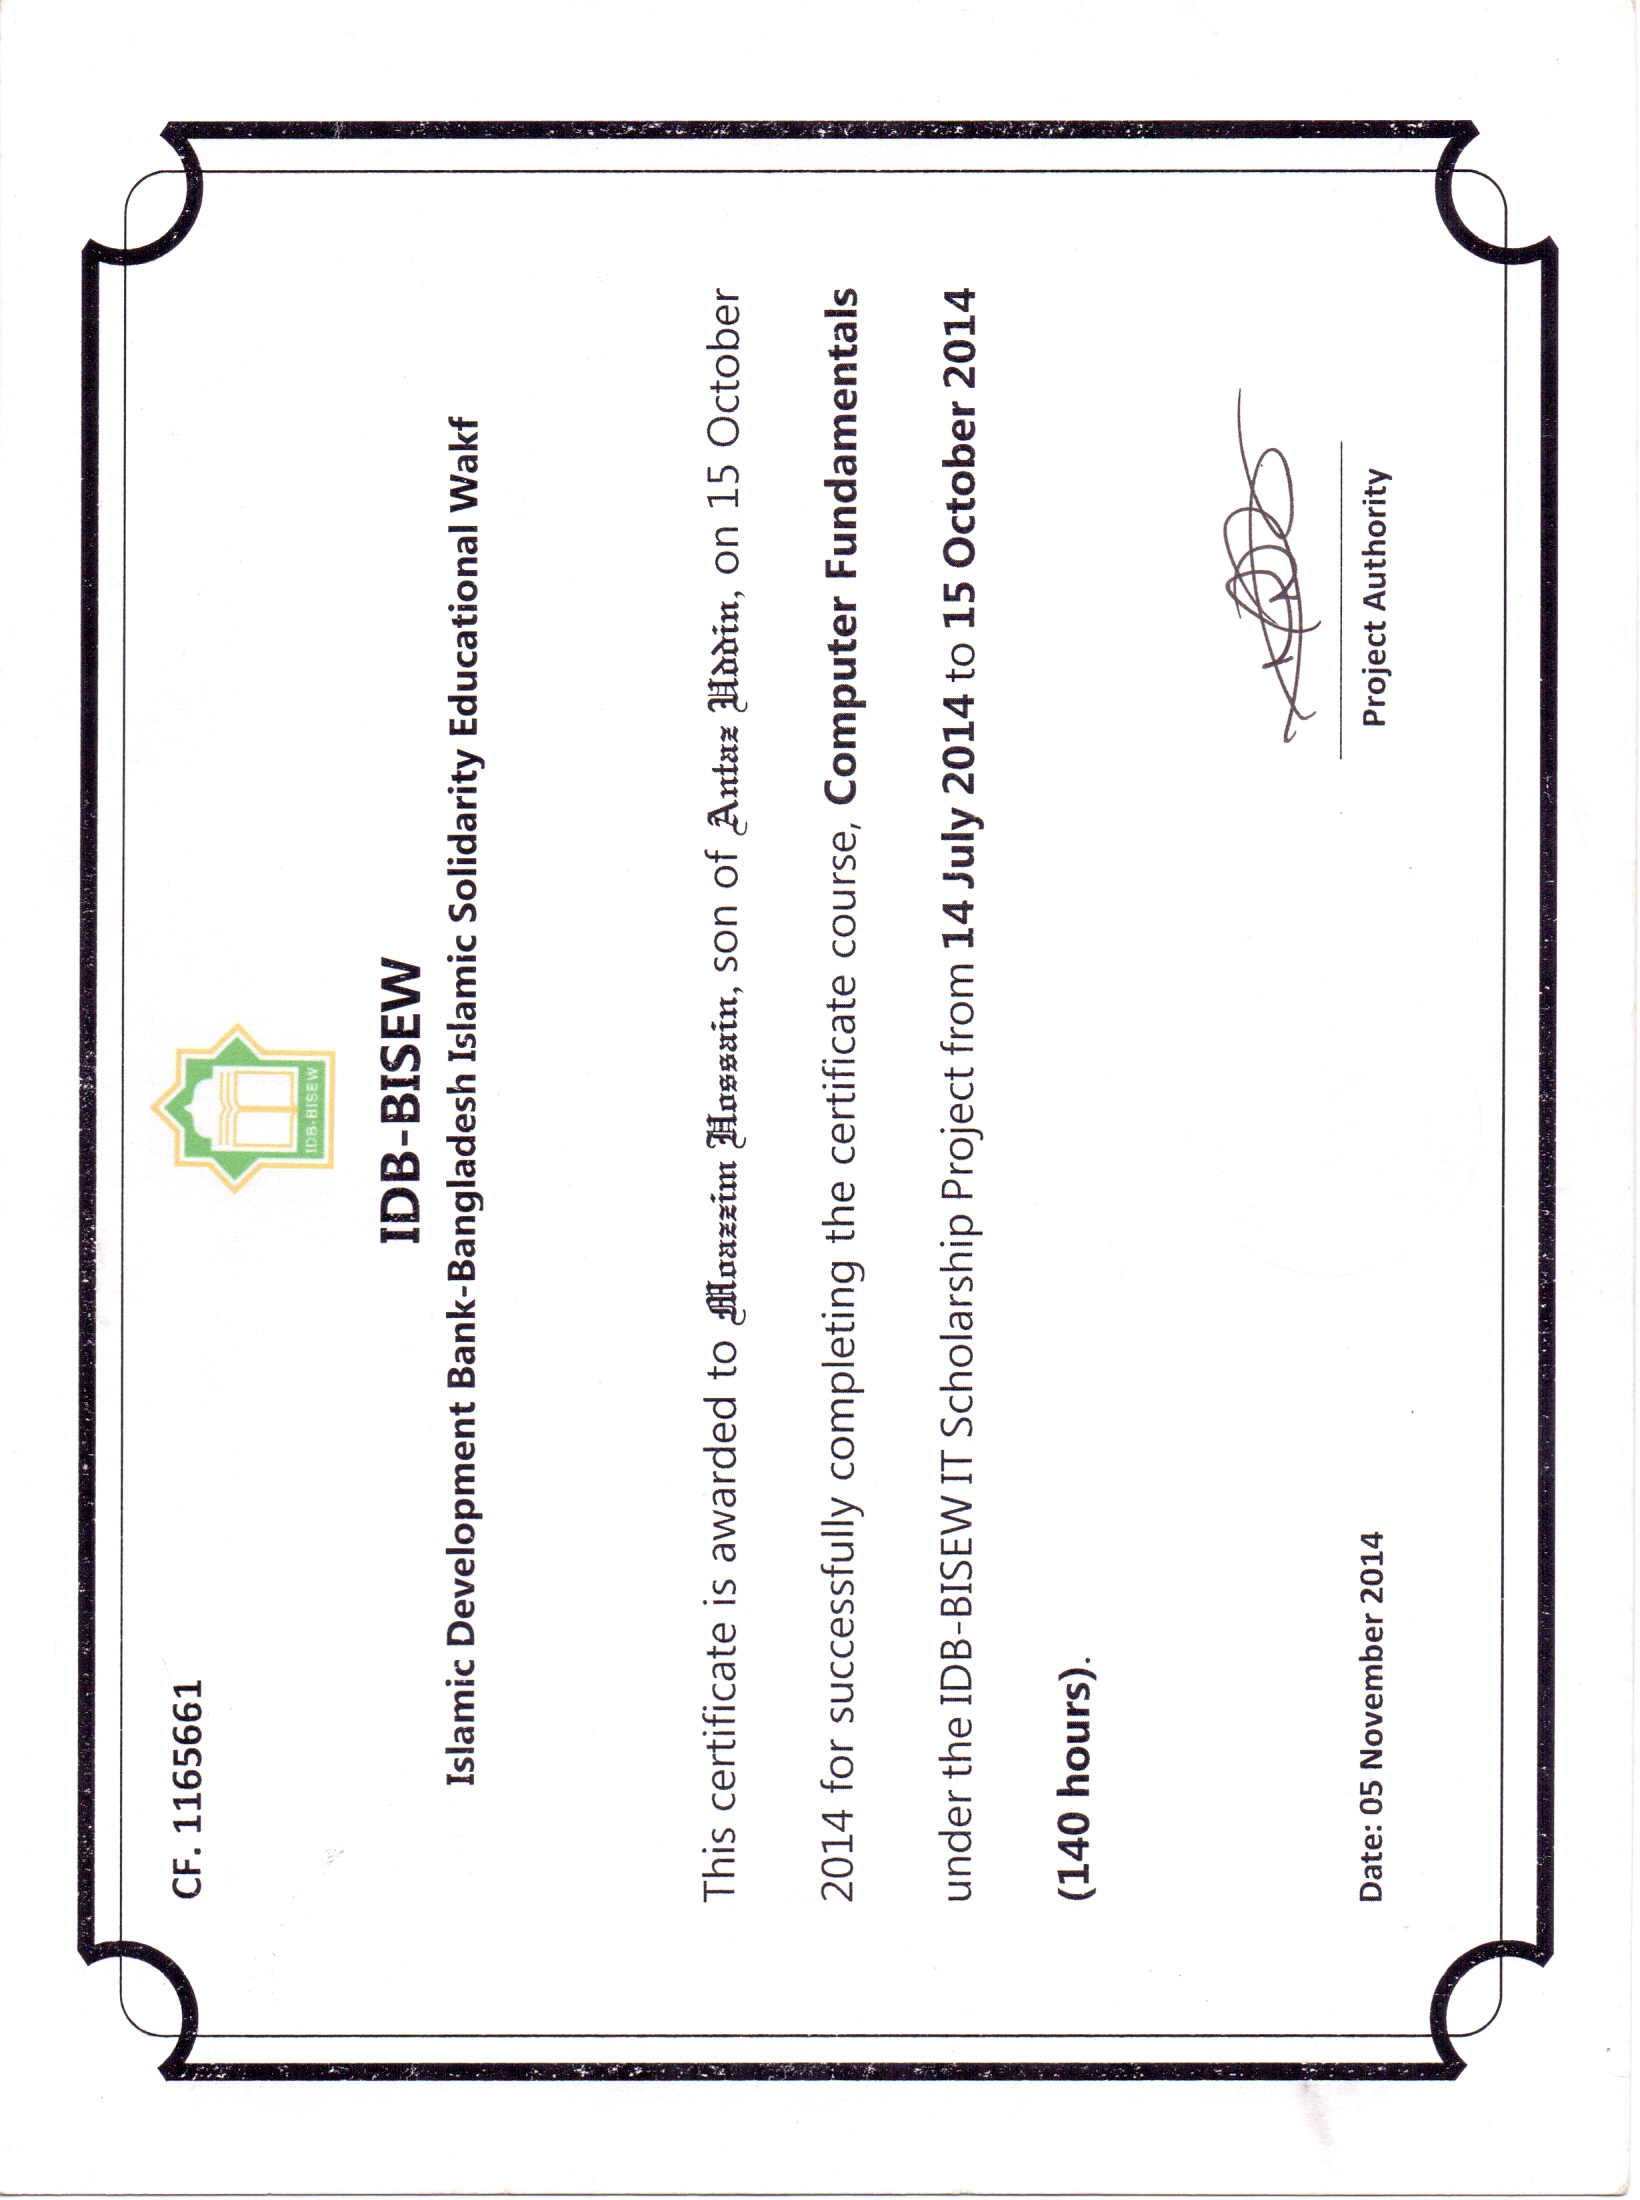 CF. 1165661
IDB-BISEW
IDB-BISEW
Islamic Development Bank-Bangladesh Islamic Solidarity Educational Wakf
This certificate is awarded to Moazzim Hossain, son of Antaz Uddin, on 15 October
2014 for successfully completing the certificate course, Computer Fundamentals
under the IDB-BISEW IT Scholarship Project from 14 July 2014 to 15 October 2014
(140 hours).
Date: 05 November 2014
Project Authority